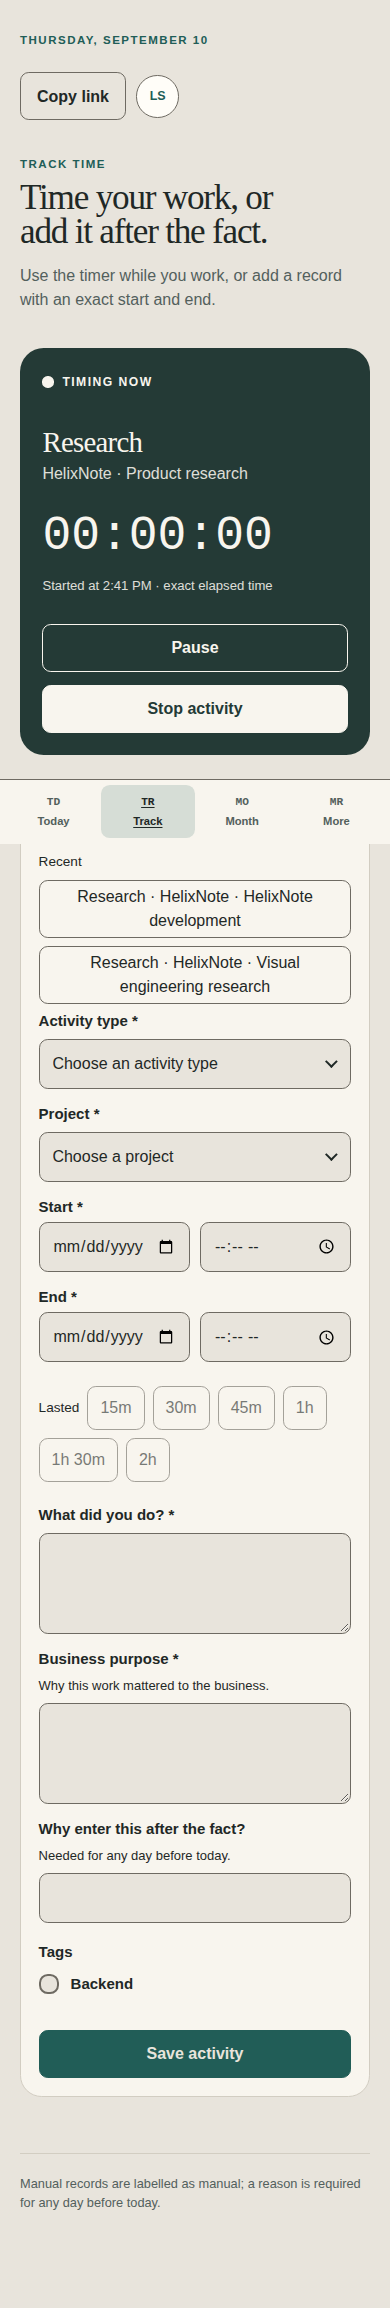 THURSDAY, SEPTEMBER 10
Copy link
LS
TRACK TIME
Time your work, or
add it after the fact.
Use the timer while you work, or add a record
with an exact start and end.
TIMING NOW
Research
HelixNote · Product research
00:00:00
Started at 2:41 PM · exact elapsed time
Pause
Stop activity
TD TR MO MR
Today Track Month More
Recent
Research · HelixNote · HelixNote
development
Research · HelixNote · Visual
engineering research
Activity type *
Choose an activity type
Project *
Choose a project
Start *
mm/dd/yyyy --:-- --
End *
mm/dd/yyyy --:-- --
Lasted 15m 30m 45m 1h
1h 30m 2h
What did you do? *
Business purpose *
Why this work mattered to the business.
Why enter this after the fact?
Needed for any day before today.
Tags
Backend
Save activity
Manual records are labelled as manual; a reason is required
for any day before today.